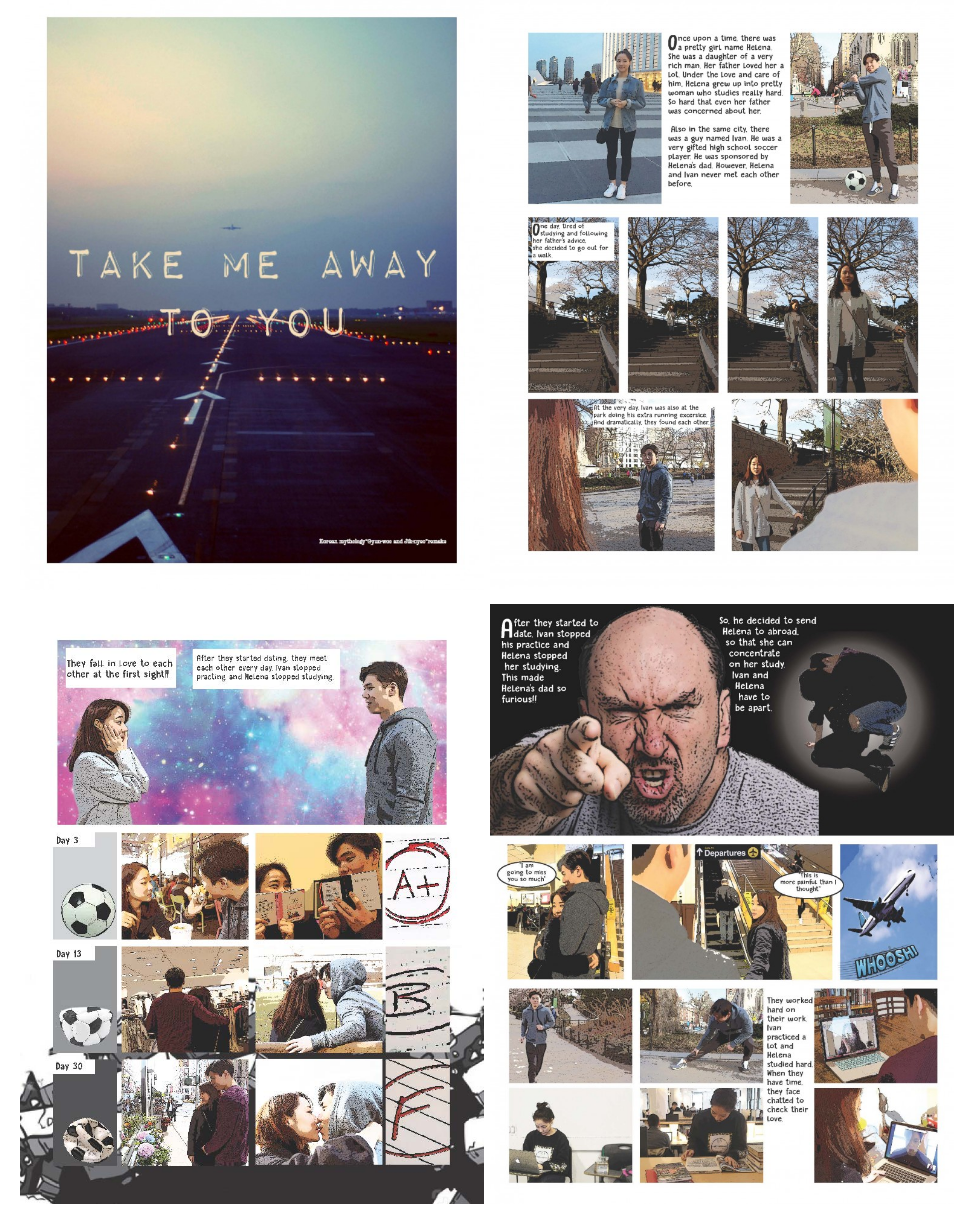 TAKE ME AWAY
TO YOU
Korean mythology"Gyun-woo and Jik-nyeo"remake
Once upon a time, there was
a pretty girl name Helena.
She was a daughter of a very
rich man. Her father loved her a
lot. Under the love and care of
him, Helena grew up into pretty
woman who studies really hard.
So hard that even her father
was concerned about her.
Also in the same city, there
was a guy named Ivan. He was a
very gifted high school soccer
player. He was sponsored by
Helena's dad. However, Helena
and Ivan never met each other
before.
One day, tired of
studying and following
her father's advice,
she decided to go out for
a walk.
At the very day, Ivan was also at the
park doing his extra running excersice.
And dramatically, they found each other
They fall in love to each
other at the first sight!!
After they started dating, they meet
each other every day. Ivan stopped
practing and Helena stopped studying.
Day 3
A+
Day 13
B
Day 30
F
After they started to
date, Ivan stopped
his practice and
Helena stopped
her studying.
This made
Helena's dad so
furious!!
So, he decided to send
Helena to abroad,
so that she can
concentrate
on her study.
Ivan and
Helena
have to
be apart.
"I am
going to miss
you so much"
↑ Departures
"This is
more painful than I
thought"
WHOOSH!
They worked
hard on
their work.
Ivan
practiced a
lot and
Helena
studied hard.
When they
have time,
they face
chatted to
check their
love.